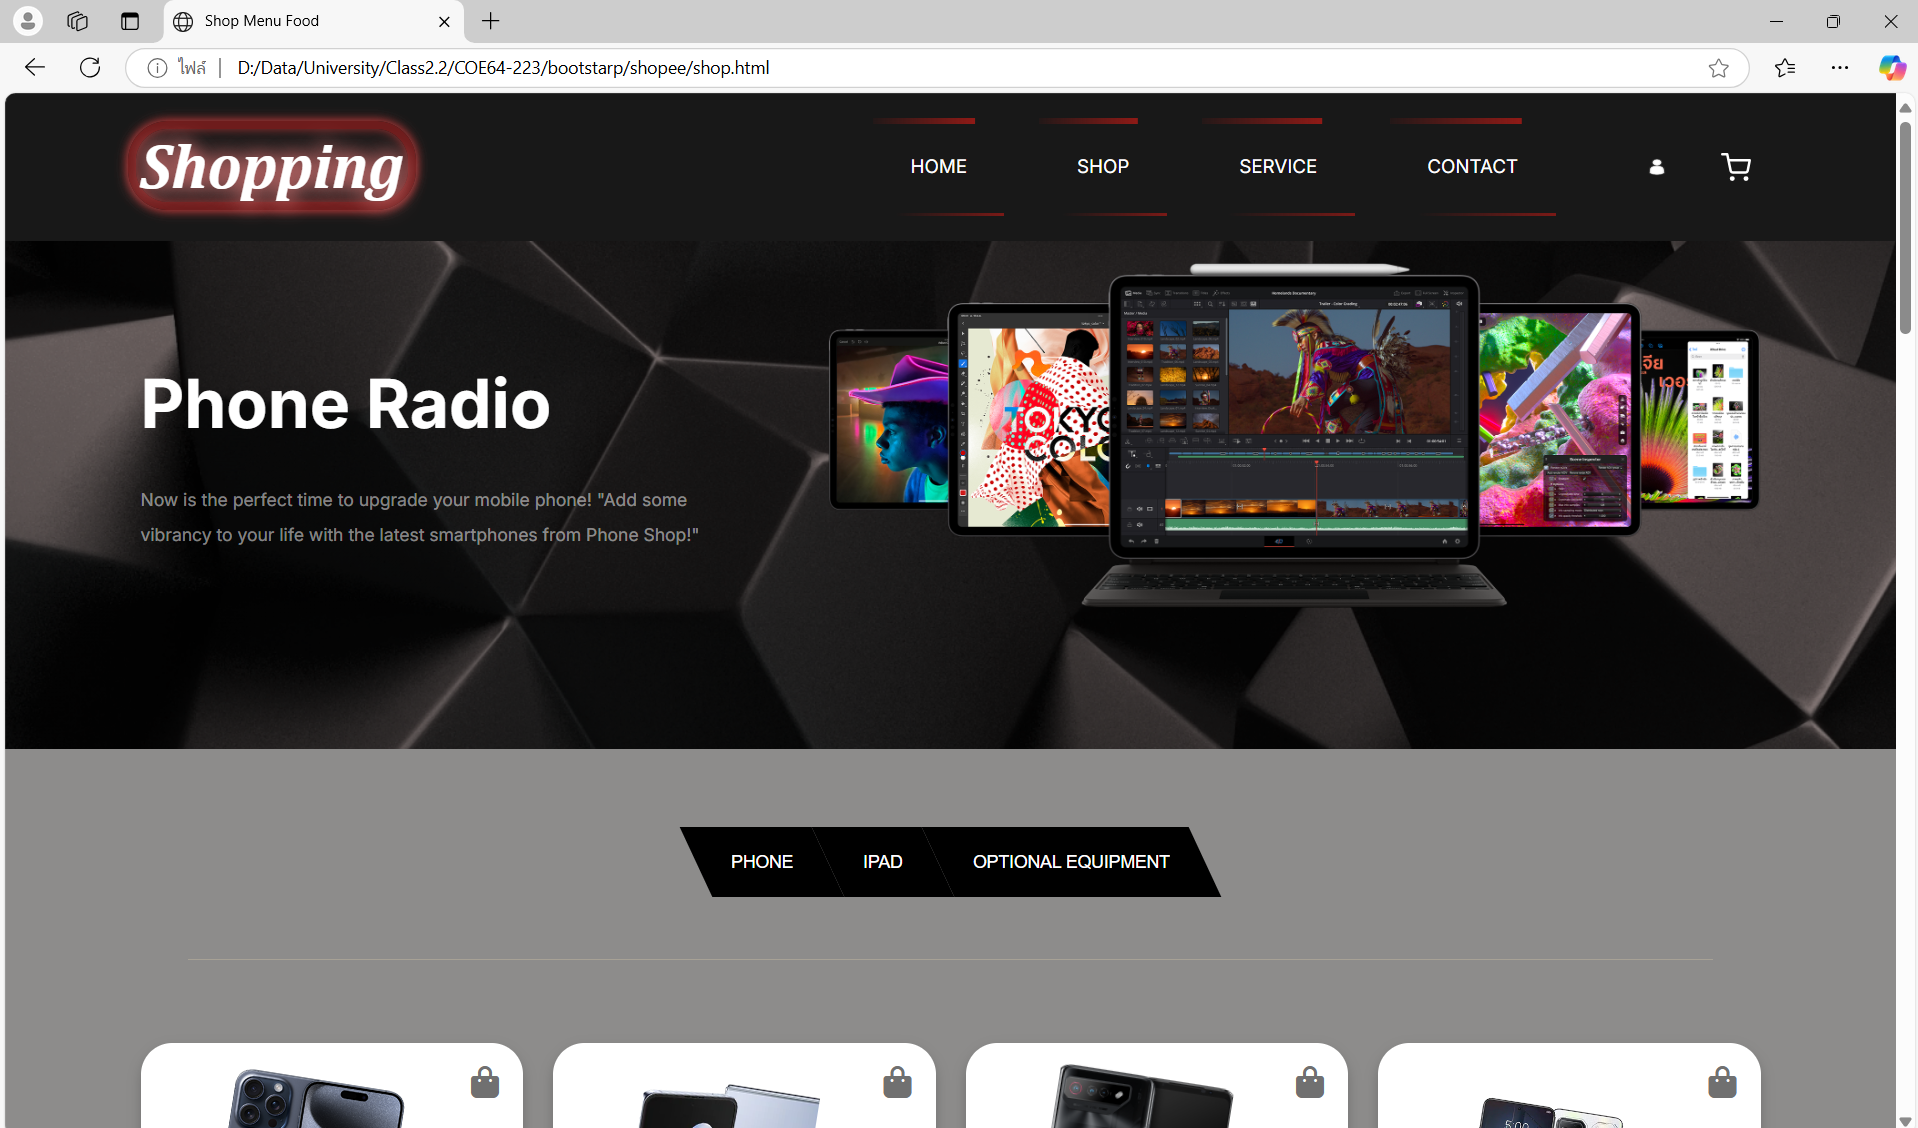 Shop Menu Food
ไฟล์ D:/Data/University/Class2.2/COE64-223/bootstarp/shopee/shop.html
Shopping
HOME
SHOP
SERVICE
CONTACT
Phone Radio
Now is the perfect time to upgrade your mobile phone! "Add some
vibrancy to your life with the latest smartphones from Phone Shop!"
TOKYO
COLO
PHONE
IPAD
OPTIONAL EQUIPMENT